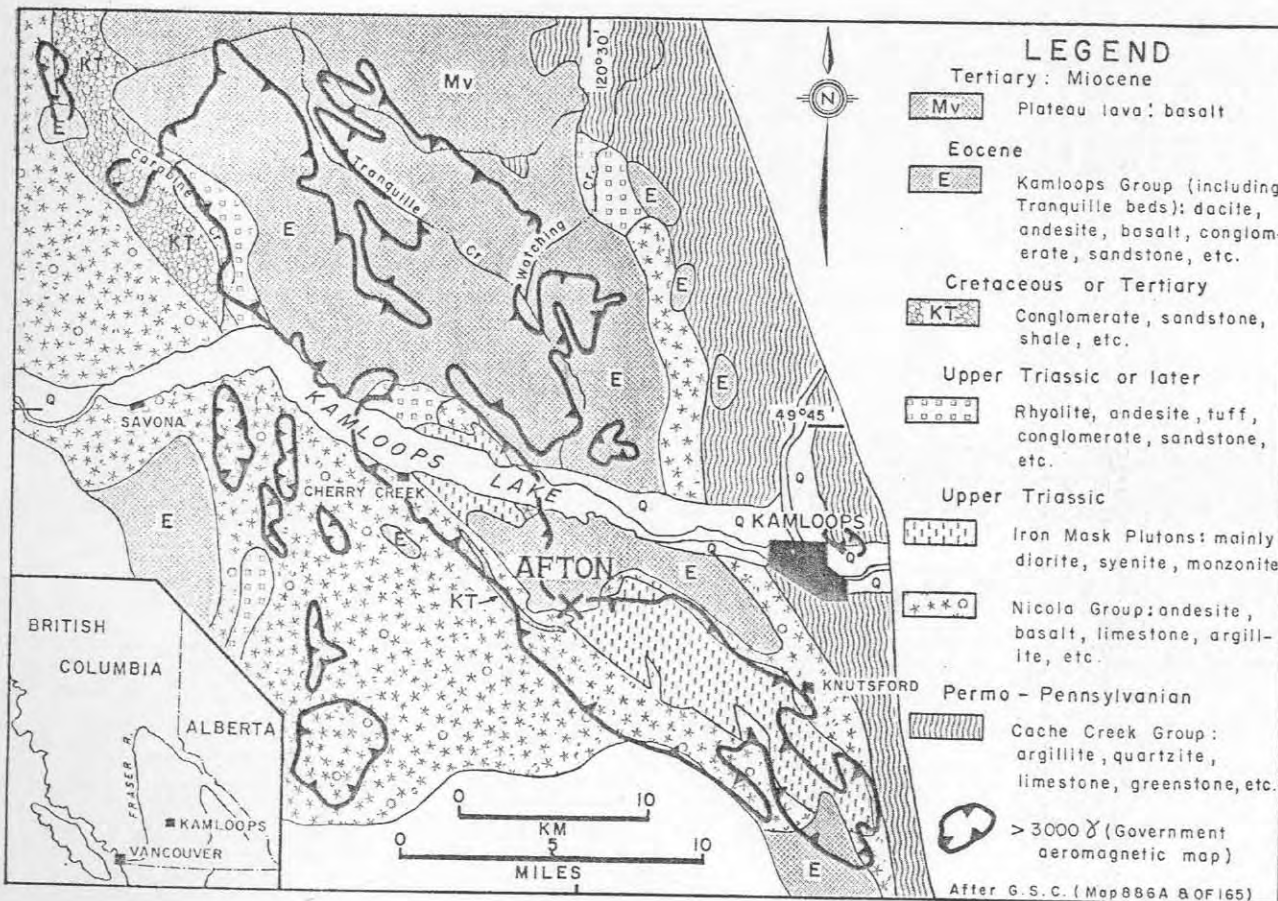 KT
Mv
120°30'
N
E
Carabine
Cr.
KT
E
Tranquille
Cr.
Watching
Cr.
E
E
E
E
49°45'
Q
SAVONA
KAMLOOPS
LAKE
CHERRY CREEK
E
E
Q
Q
KAMLOOPS
Q
Q
Q
Q
AFTON
E
KT
KNUTSFORD
E
BRITISH
COLUMBIA
ALBERTA
FRASER R.
KAMLOOPS
VANCOUVER
0 10
KM
0 5 10
MILES
LEGEND
Tertiary: Miocene
Mv Plateau lava: basalt
Eocene
E Kamloops Group (including
Tranquille beds): dacite,
andesite, basalt, conglom-
erate, sandstone, etc.
Cretaceous or Tertiary
KT Conglomerate, sandstone,
shale, etc.
Upper Triassic or later
Rhyolite, andesite, tuff,
conglomerate, sandstone,
etc.
Upper Triassic
Iron Mask Plutons: mainly
diorite, syenite, monzonite
Nicola Group: andesite,
basalt, limestone, argill-
ite, etc.
Permo-Pennsylvanian
Cache Creek Group:
argillite, quartzite,
limestone, greenstone, etc.
> 3000 ɣ (Government
aeromagnetic map)
After G.S.C. (Map 886A & OF165)